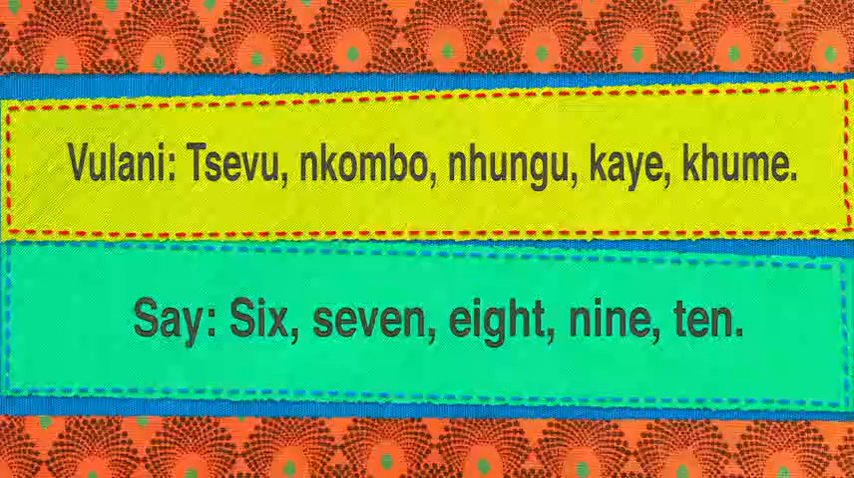 Vulani: Tsevu, nkombo, nhungu, kaye, khume.
Say: Six, seven, eight, nine, ten.